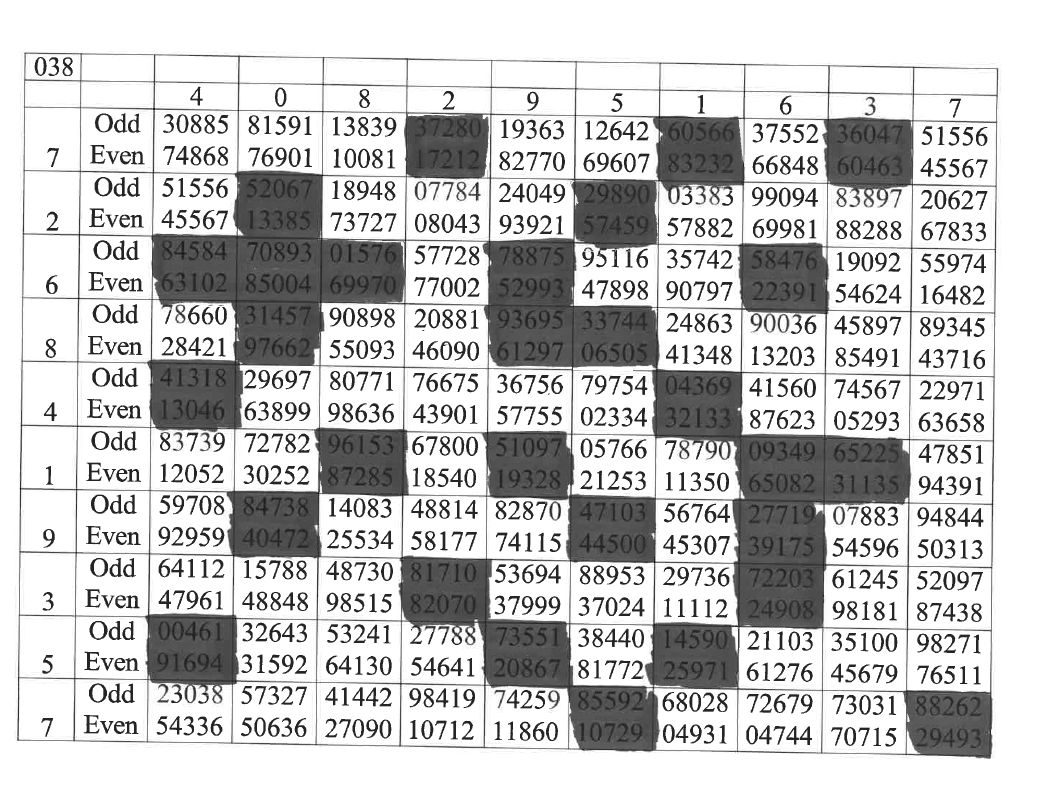 038
4 0 8 2 9 5 1 6 3 7
Odd 30885 81591 13839 37280 19363 12642 60566 37552 36047 51556
7 Even 74868 76901 10081 17212 82770 69607 83232 66848 60463 45567
Odd 51556 52067 18948 07784 24049 29890 03383 99094 83897 20627
2 Even 45567 13385 73727 08043 93921 57459 57882 69981 88288 67833
Odd 84584 70893 01576 57728 78875 95116 35742 58476 19092 55974
6 Even 63102 85004 69970 77002 52993 47898 90797 22391 54624 16482
Odd 78660 31457 90898 20881 93695 33744 24863 90036 45897 89345
8 Even 28421 97662 55093 46090 61297 06505 41348 13203 85491 43716
Odd 41318 29697 80771 76675 36756 79754 04369 41560 74567 22971
4 Even 13046 63899 98636 43901 57755 02334 32133 87623 05293 63658
Odd 83739 72782 96153 67800 51097 05766 78790 09349 65225 47851
1 Even 12052 30252 87285 18540 19328 21253 11350 65082 31135 94391
Odd 59708 84738 14083 48814 82870 47103 56764 27719 07883 94844
9 Even 92959 40472 25534 58177 74115 44500 45307 39175 54596 50313
Odd 64112 15788 48730 81710 53694 88953 29736 72203 61245 52097
3 Even 47961 48848 98515 82070 37999 37024 11112 24908 98181 87438
Odd 00461 32643 53241 27788 73551 38440 14590 21103 35100 98271
5 Even 91694 31592 64130 54641 20867 81772 25971 61276 45679 76511
Odd 23038 57327 41442 98419 74259 85592 68028 72679 73031 88262
7 Even 54336 50636 27090 10712 11860 10729 04931 04744 70715 29493